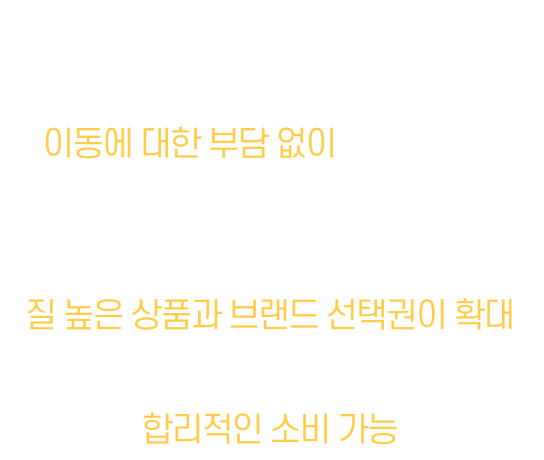 이동에 대한 부담 없이
질 높은 상품과 브랜드 선택권이 확대
합리적인 소비 가능